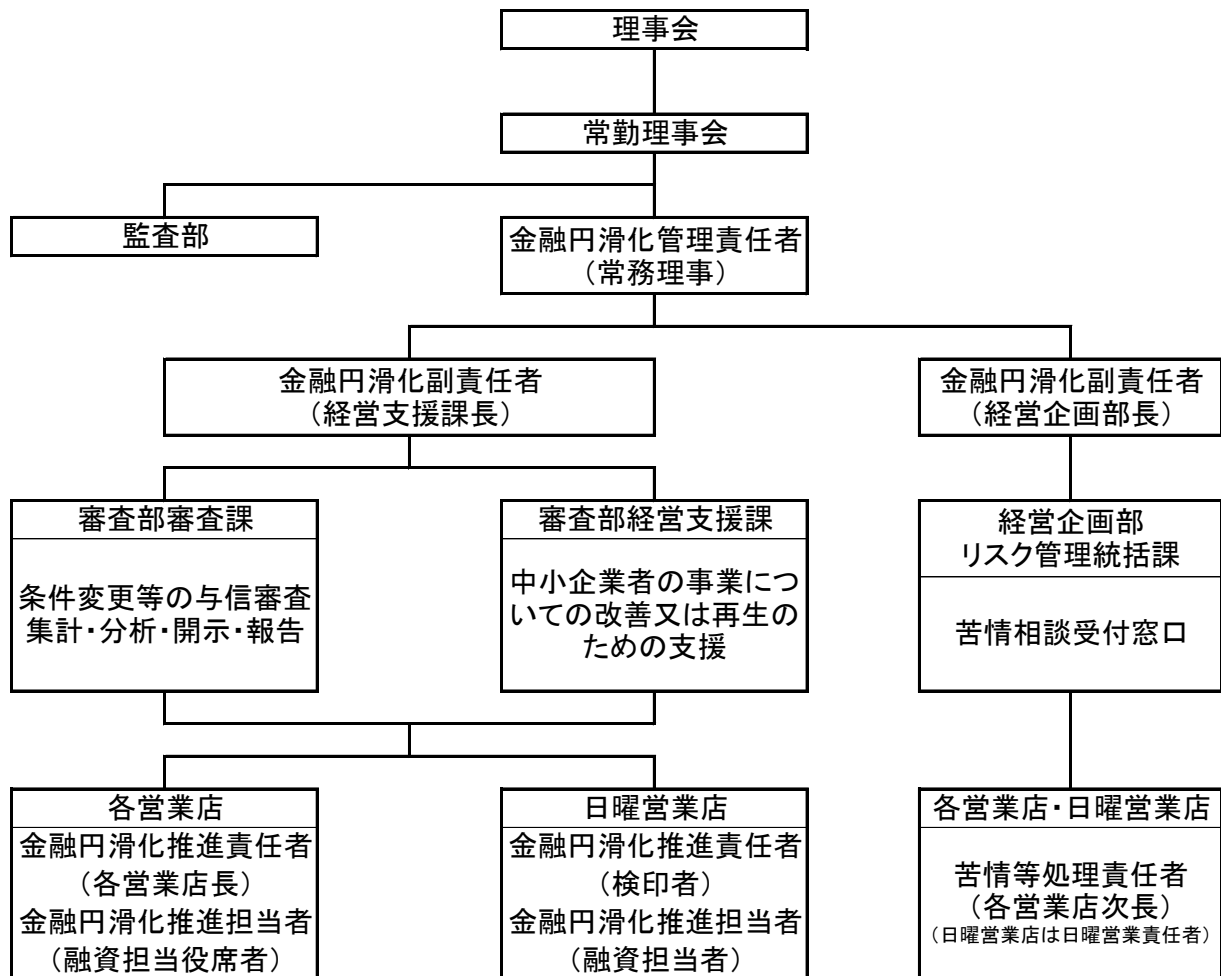 理事会
常勤理事会
監査部
金融円滑化管理責任者
（常務理事）
金融円滑化副責任者
（経営支援課長）
金融円滑化副責任者
（経営企画部長）
審査部審査課
条件変更等の与信審査
集計・分析・開示・報告
審査部経営支援課
中小企業者の事業につ
いての改善又は再生の
ための支援
経営企画部
リスク管理統括課
苦情相談受付窓口
各営業店
金融円滑化推進責任者
（各営業店長）
金融円滑化推進担当者
（融資担当役席者）
日曜営業店
金融円滑化推進責任者
（検印者）
金融円滑化推進担当者
（融資担当者）
各営業店・日曜営業店
苦情等処理責任者
（各営業店次長）
（日曜営業店は日曜営業責任者）